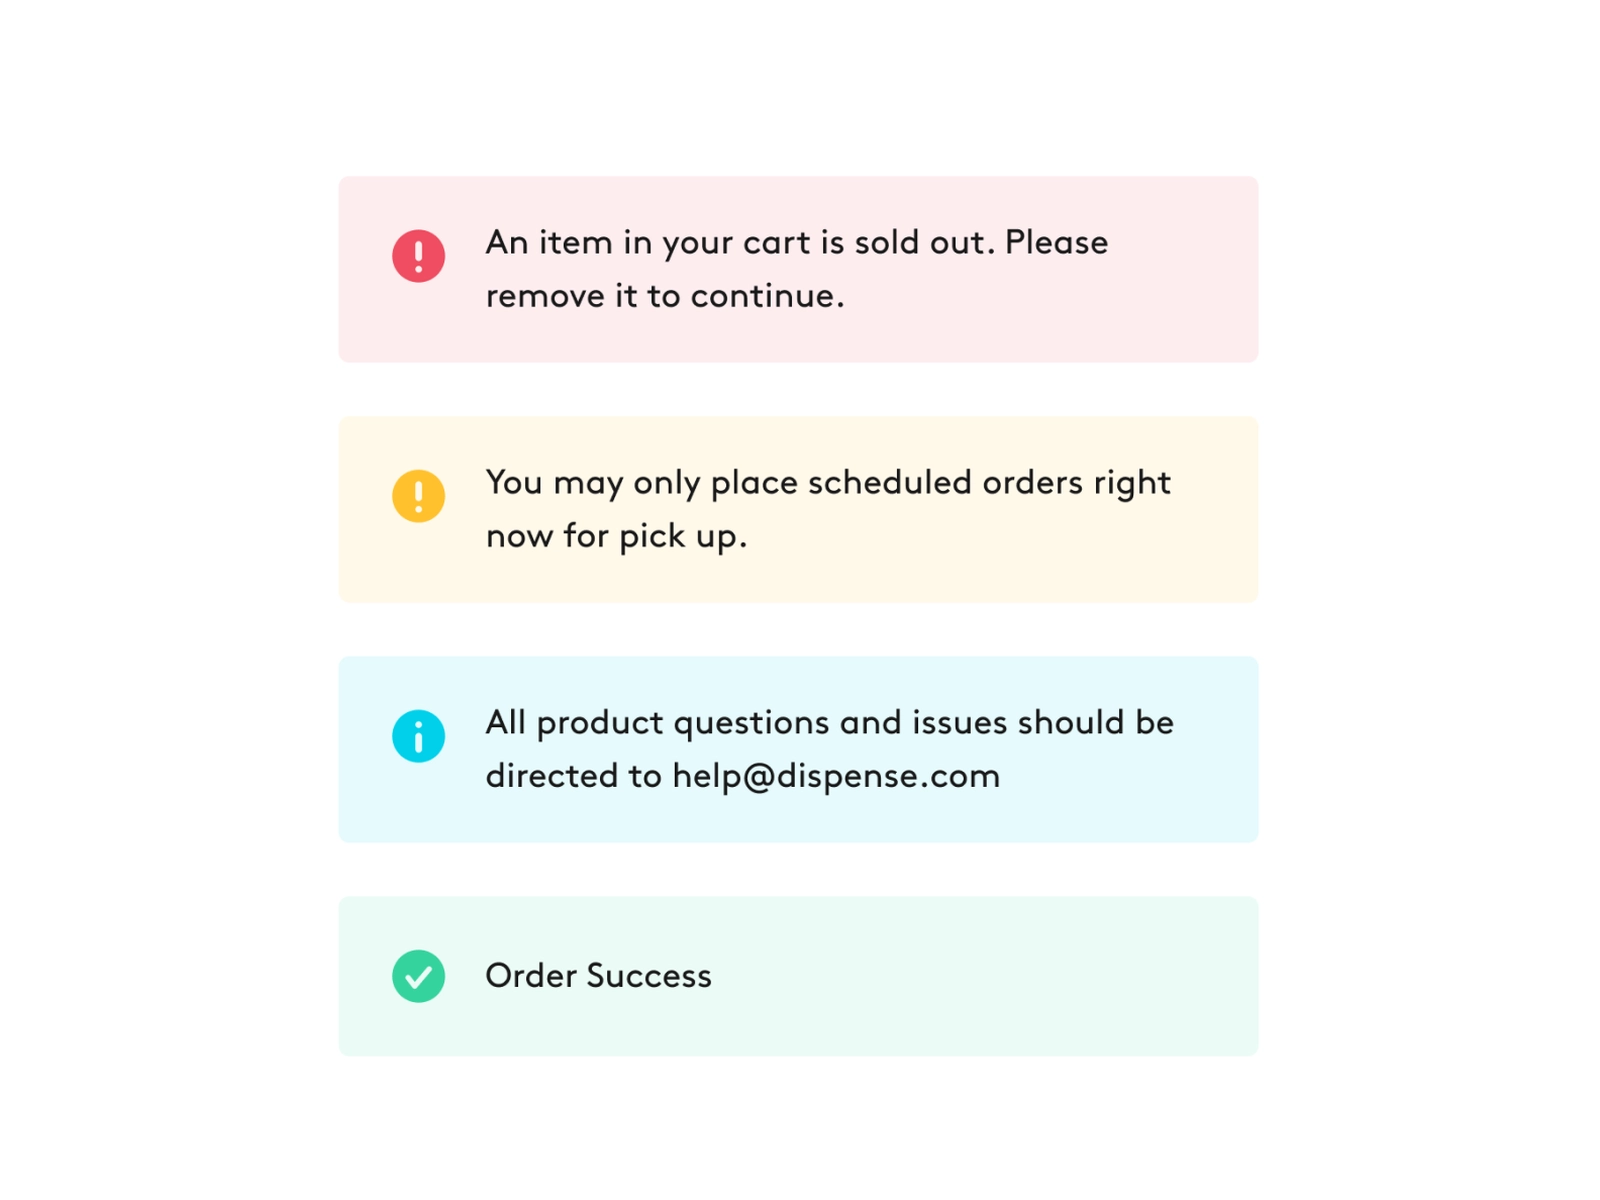 An item in your cart is sold out. Please
remove it to continue.
You may only place scheduled orders right
now for pick up.
All product questions and issues should be
directed to help@dispense.com
Order Success